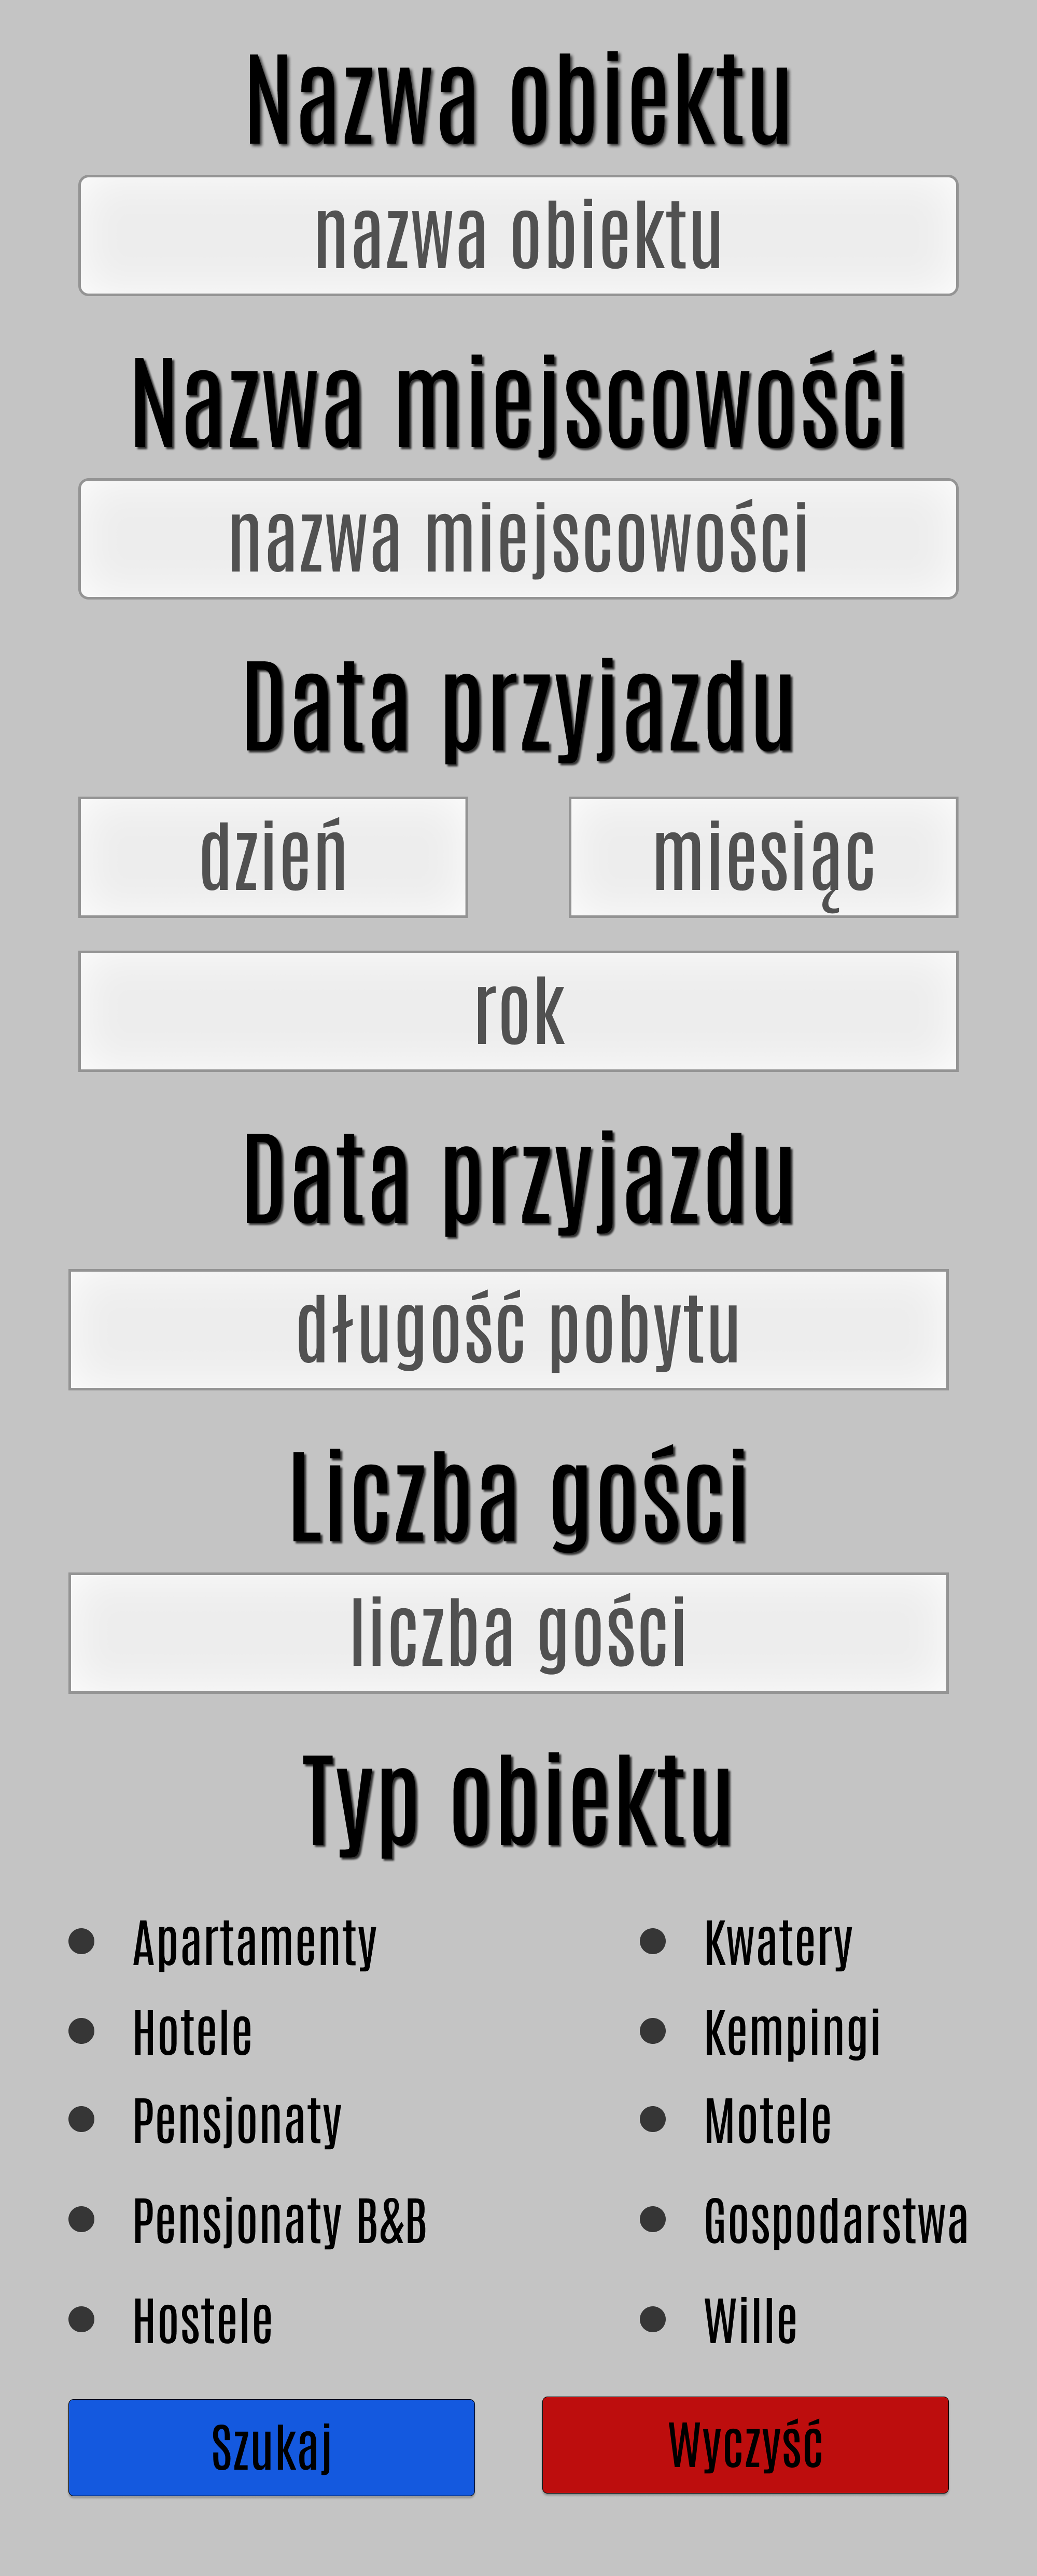 Nazwa obiektu
nazwa obiektu
Nazwa miejscowośći
nazwa miejscowości
Data przyjazdu
dzień miesiąc
rok
Data przyjazdu
długość pobytu
Liczba gości
liczba gości
Typ obiektu
Apartamenty Kwatery
Hotele Kempingi
Pensjonaty Motele
Pensjonaty B&B Gospodarstwa
Hostele Wille
Szukaj Wyczyść